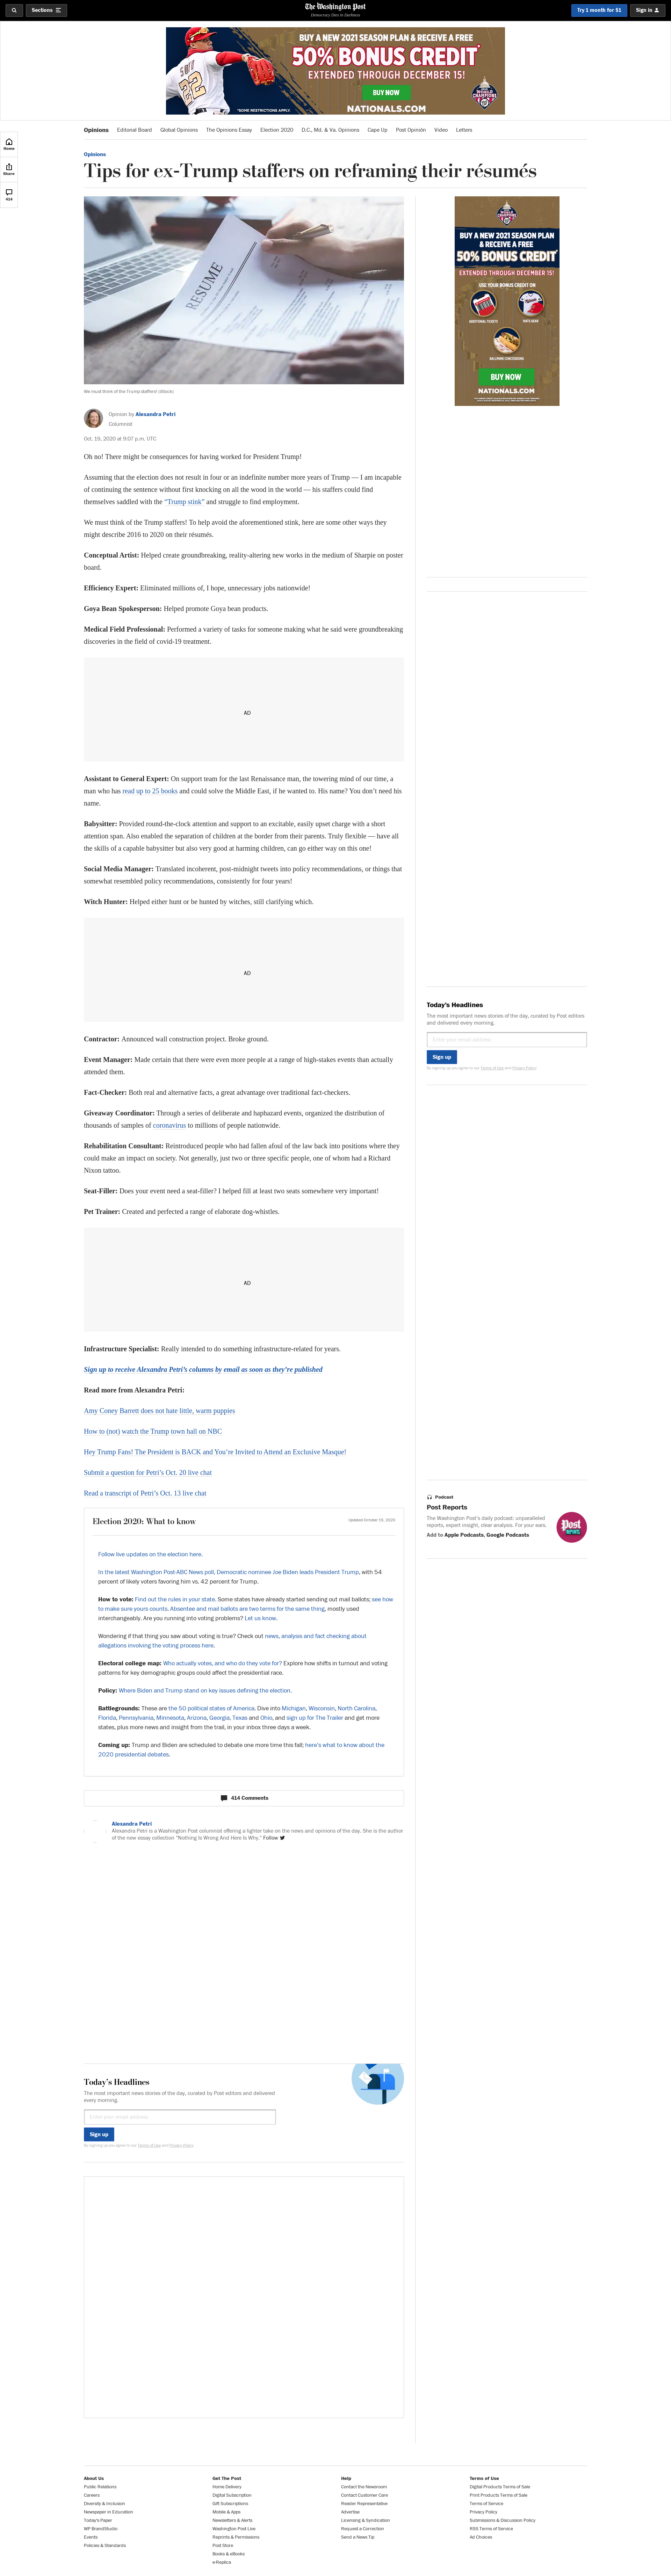 Sections
The Washington Post
Democracy Dies in Darkness
Try 1 month for $1
Sign in
BUY A NEW 2021 SEASON PLAN & RECEIVE A FREE
50% BONUS CREDIT*
EXTENDED THROUGH DECEMBER 15!
BUY NOW
*SOME RESTRICTIONS APPLY.
NATIONALS.COM
WORLD CHAMPIONS
Home
Share
414
Opinions
Editorial Board
Global Opinions
The Opinions Essay
Election 2020
D.C., Md. & Va. Opinions
Cape Up
Post Opinión
Video
Letters
Opinions
Tips for ex-Trump staffers on reframing their résumés
RESUME
We must think of the Trump staffers! (iStock)
Opinion by Alexandra Petri
Columnist
Oct. 19, 2020 at 9:07 p.m. UTC
Oh no! There might be consequences for having worked for President Trump!
Assuming that the election does not result in four or an indefinite number more years of Trump — I am incapable
of continuing the sentence without first knocking on all the wood in the world — his staffers could find
themselves saddled with the “Trump stink” and struggle to find employment.
We must think of the Trump staffers! To help avoid the aforementioned stink, here are some other ways they
might describe 2016 to 2020 on their résumés.
Conceptual Artist: Helped create groundbreaking, reality-altering new works in the medium of Sharpie on poster
board.
Efficiency Expert: Eliminated millions of, I hope, unnecessary jobs nationwide!
Goya Bean Spokesperson: Helped promote Goya bean products.
Medical Field Professional: Performed a variety of tasks for someone making what he said were groundbreaking
discoveries in the field of covid-19 treatment.
AD
Assistant to General Expert: On support team for the last Renaissance man, the towering mind of our time, a
man who has read up to 25 books and could solve the Middle East, if he wanted to. His name? You don’t need his
name.
Babysitter: Provided round-the-clock attention and support to an excitable, easily upset charge with a short
attention span. Also enabled the separation of children at the border from their parents. Truly flexible — have all
the skills of a capable babysitter but also very good at harming children, can go either way on this one!
Social Media Manager: Translated incoherent, post-midnight tweets into policy recommendations, or things that
somewhat resembled policy recommendations, consistently for four years!
Witch Hunter: Helped either hunt or be hunted by witches, still clarifying which.
AD
Contractor: Announced wall construction project. Broke ground.
Event Manager: Made certain that there were even more people at a range of high-stakes events than actually
attended them.
Fact-Checker: Both real and alternative facts, a great advantage over traditional fact-checkers.
Giveaway Coordinator: Through a series of deliberate and haphazard events, organized the distribution of
thousands of samples of coronavirus to millions of people nationwide.
Rehabilitation Consultant: Reintroduced people who had fallen afoul of the law back into positions where they
could make an impact on society. Not generally, just two or three specific people, one of whom had a Richard
Nixon tattoo.
Seat-Filler: Does your event need a seat-filler? I helped fill at least two seats somewhere very important!
Pet Trainer: Created and perfected a range of elaborate dog-whistles.
AD
Infrastructure Specialist: Really intended to do something infrastructure-related for years.
Sign up to receive Alexandra Petri’s columns by email as soon as they’re published
Read more from Alexandra Petri:
Amy Coney Barrett does not hate little, warm puppies
How to (not) watch the Trump town hall on NBC
Hey Trump Fans! The President is BACK and You’re Invited to Attend an Exclusive Masque!
Submit a question for Petri’s Oct. 20 live chat
Read a transcript of Petri’s Oct. 13 live chat
Election 2020: What to know
Updated October 19, 2020
Follow live updates on the election here.
In the latest Washington Post-ABC News poll, Democratic nominee Joe Biden leads President Trump, with 54
percent of likely voters favoring him vs. 42 percent for Trump.
How to vote: Find out the rules in your state. Some states have already started sending out mail ballots; see how
to make sure yours counts. Absentee and mail ballots are two terms for the same thing, mostly used
interchangeably. Are you running into voting problems? Let us know.
Wondering if that thing you saw about voting is true? Check out news, analysis and fact checking about
allegations involving the voting process here.
Electoral college map: Who actually votes, and who do they vote for? Explore how shifts in turnout and voting
patterns for key demographic groups could affect the presidential race.
Policy: Where Biden and Trump stand on key issues defining the election.
Battlegrounds: These are the 50 political states of America. Dive into Michigan, Wisconsin, North Carolina,
Florida, Pennsylvania, Minnesota, Arizona, Georgia, Texas and Ohio, and sign up for The Trailer and get more
states, plus more news and insight from the trail, in your inbox three days a week.
Coming up: Trump and Biden are scheduled to debate one more time this fall; here’s what to know about the
2020 presidential debates.
414 Comments
Alexandra Petri
Alexandra Petri is a Washington Post columnist offering a lighter take on the news and opinions of the day. She is the author
of the new essay collection "Nothing Is Wrong And Here Is Why." Follow
Today’s Headlines
The most important news stories of the day, curated by Post editors and delivered
every morning.
Enter your email address
Sign up
By signing up you agree to our Terms of Use and Privacy Policy
BUY A NEW 2021 SEASON PLAN
& RECEIVE A FREE
50% BONUS CREDIT*
EXTENDED THROUGH DECEMBER 15!
USE YOUR BONUS CREDIT ON
ADDITIONAL TICKETS
NATS GEAR
BALLPARK CONCESSIONS
BUY NOW
NATIONALS.COM
Today’s Headlines
The most important news stories of the day, curated by Post editors
and delivered every morning.
Enter your email address
Sign up
By signing up you agree to our Terms of Use and Privacy Policy
Podcast
Post Reports
The Washington Post's daily podcast: unparalleled
reports, expert insight, clear analysis. For your ears.
Add to Apple Podcasts, Google Podcasts
Post REPORTS
About Us
Public Relations
Careers
Diversity & Inclusion
Newspaper in Education
Today's Paper
WP BrandStudio
Events
Policies & Standards
Get The Post
Home Delivery
Digital Subscription
Gift Subscriptions
Mobile & Apps
Newsletters & Alerts
Washington Post Live
Reprints & Permissions
Post Store
Books & eBooks
e-Replica
Help
Contact the Newsroom
Contact Customer Care
Reader Representative
Advertise
Licensing & Syndication
Request a Correction
Send a News Tip
Terms of Use
Digital Products Terms of Sale
Print Products Terms of Sale
Terms of Service
Privacy Policy
Submissions & Discussion Policy
RSS Terms of Service
Ad Choices